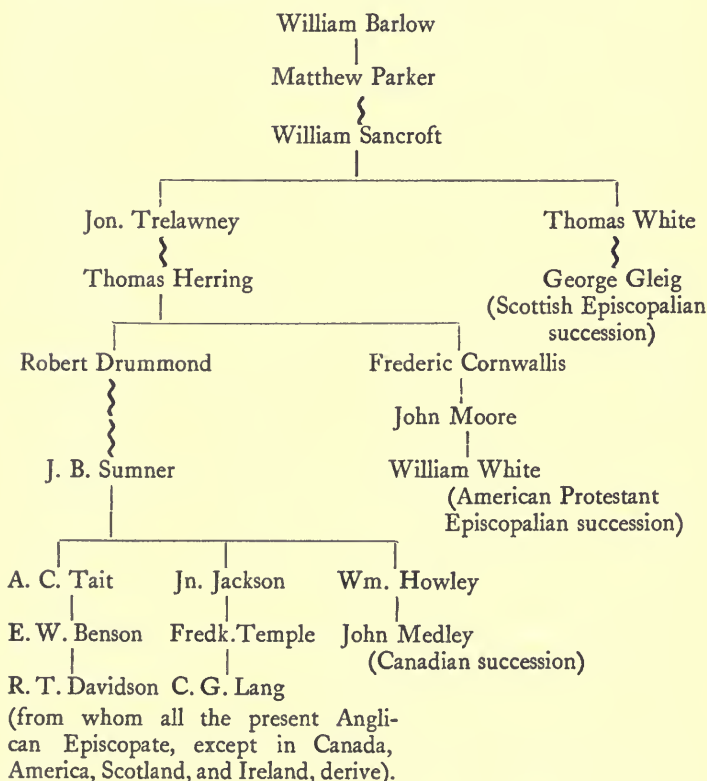 William Barlow
Matthew Parker
William Sancroft
Jon. Trelawney Thomas White
Thomas Herring George Gleig
(Scottish Episcopalian
succession)
Robert Drummond Frederic Cornwallis
John Moore
J. B. Sumner William White
(American Protestant
Episcopalian succession)
A. C. Tait Jn. Jackson Wm. Howley
E. W. Benson Fredk. Temple John Medley
(Canadian succession)
R. T. Davidson C. G. Lang
(from whom all the present Angli-
can Episcopate, except in Canada,
America, Scotland, and Ireland, derive).